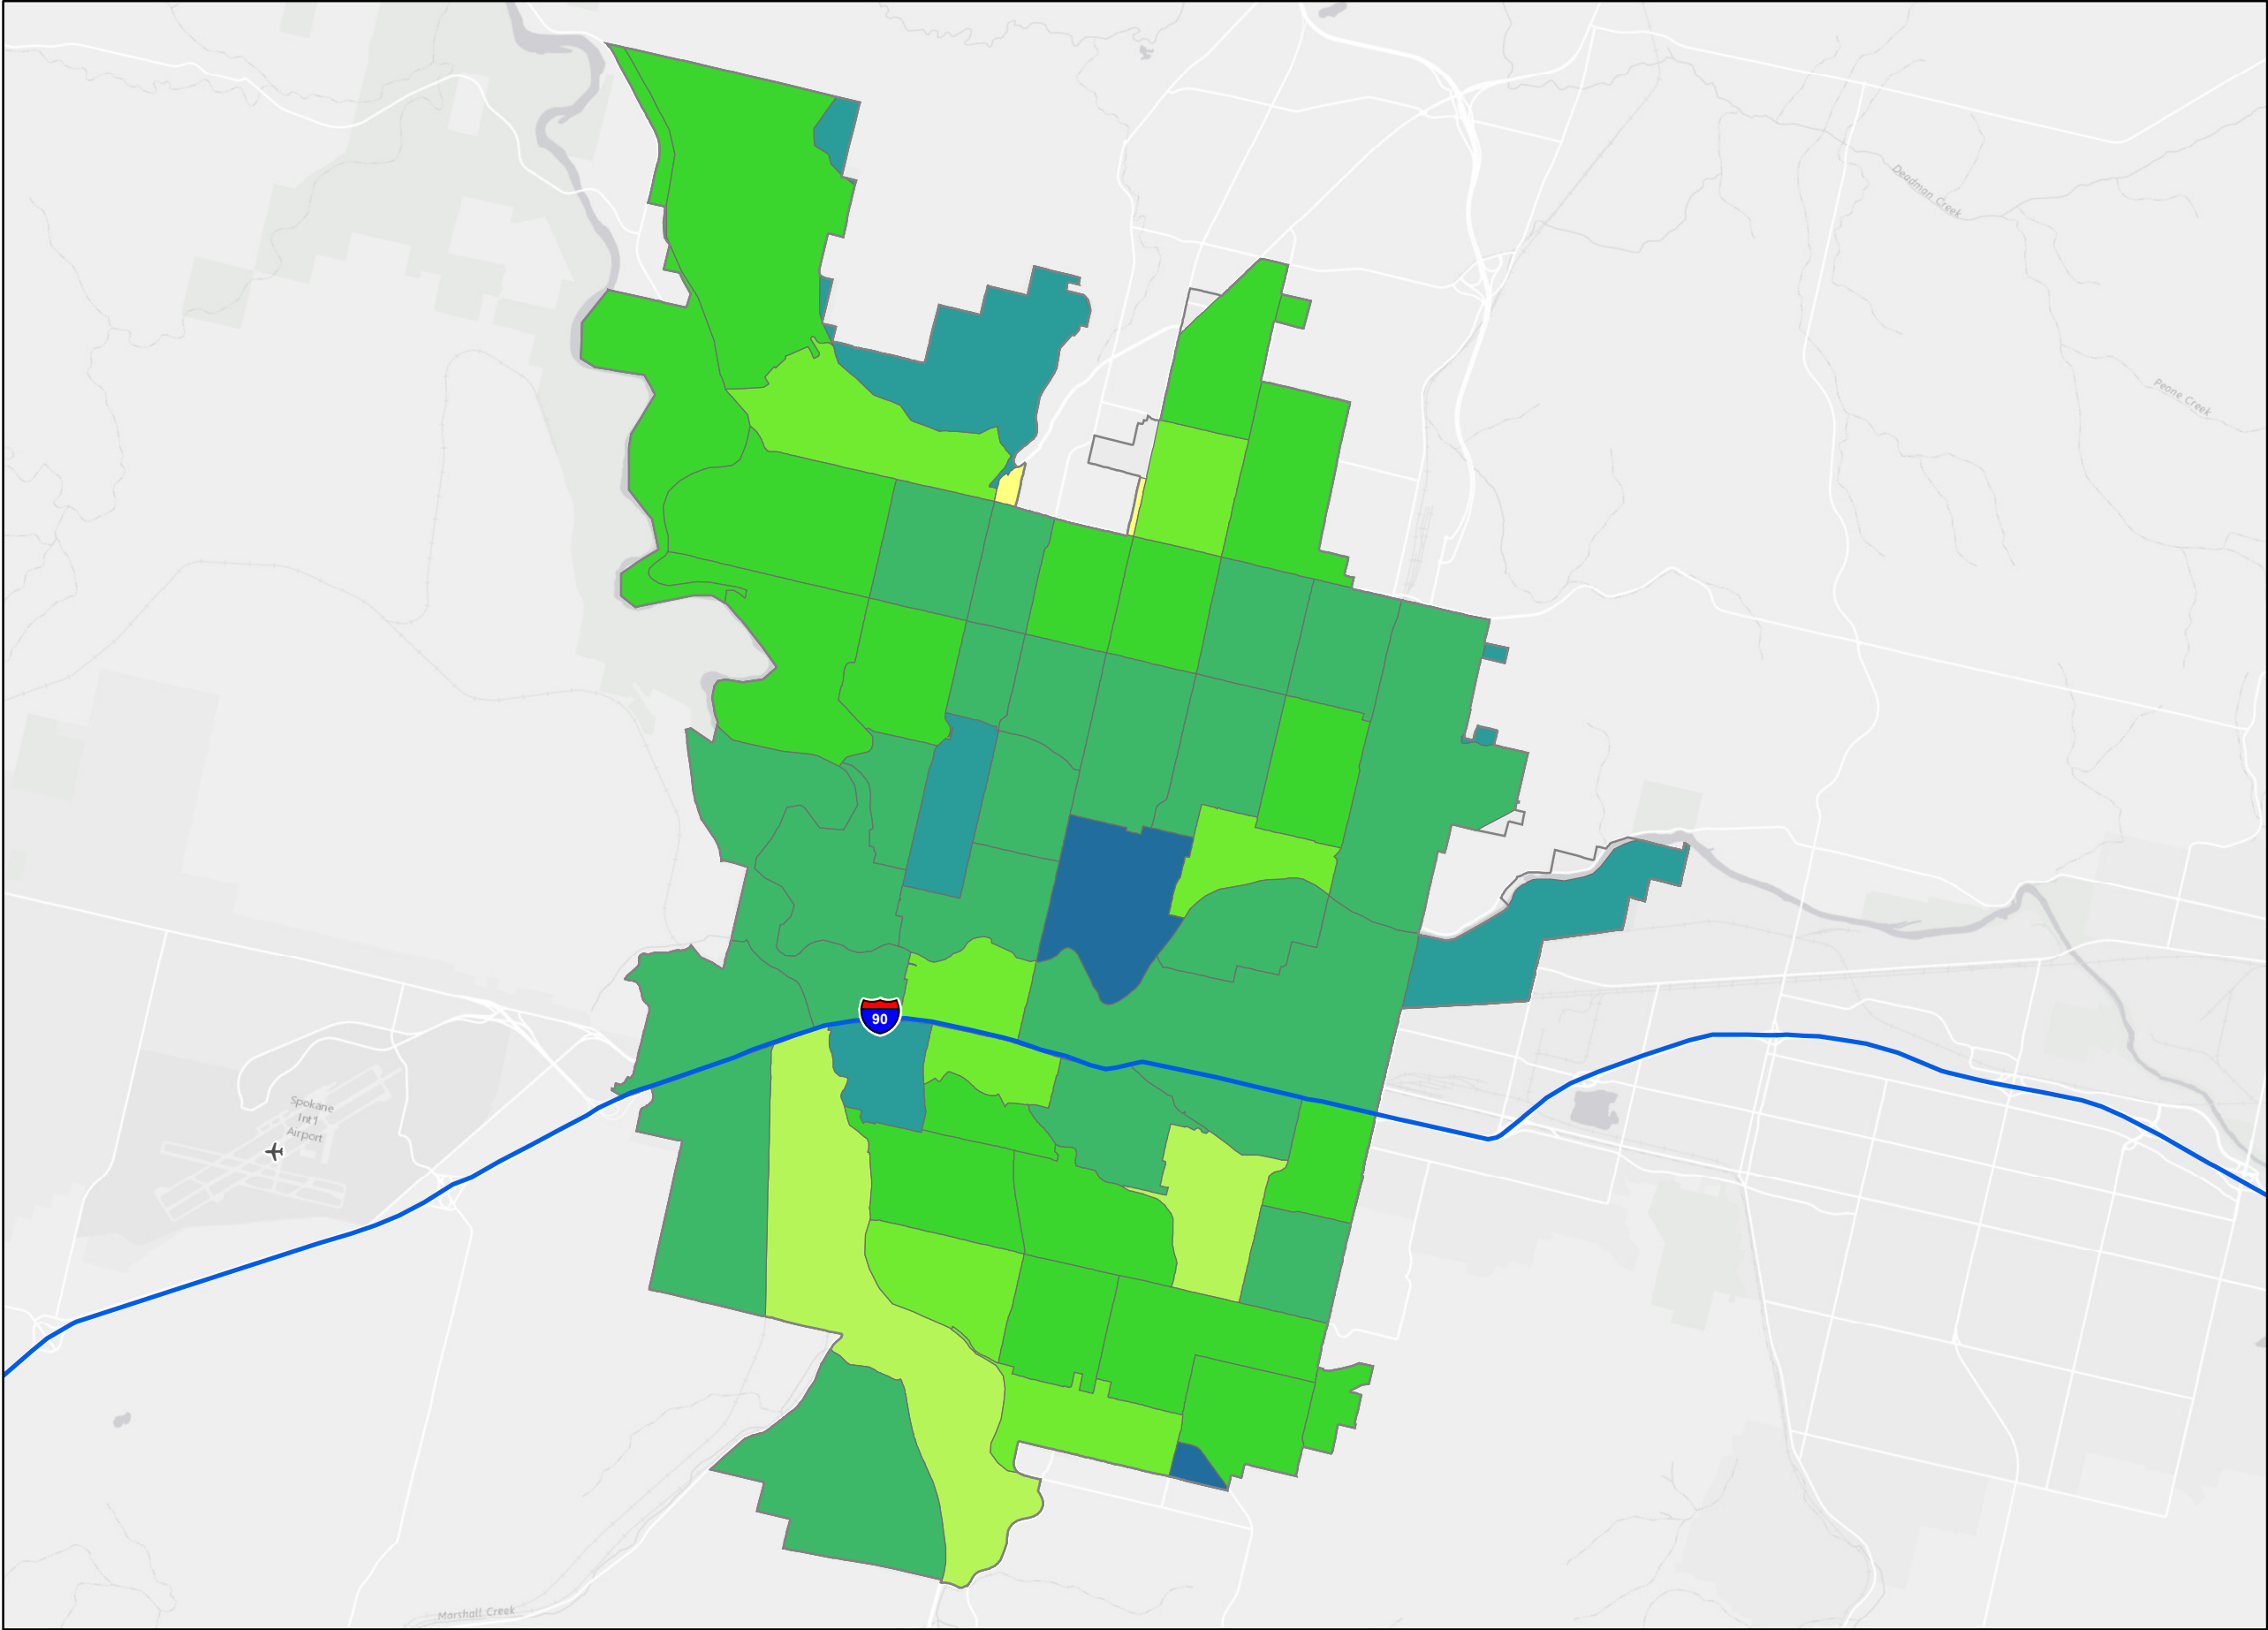 Deadman Creek
Peone Creek
90
Spokane
Int'l
Airport
Marshall Creek